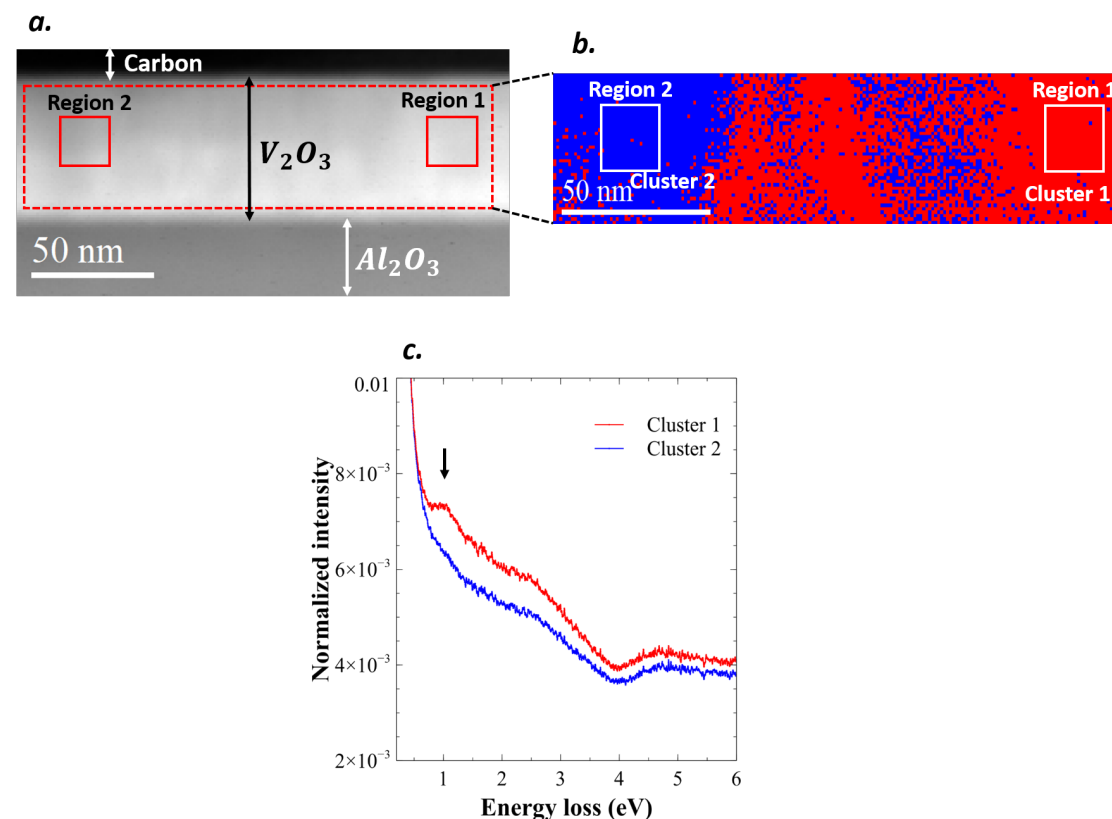 a.
Carbon
Region 2
Region 1
V₂O₃
50 nm
Al₂O₃
b.
Region 2
Region 1
Cluster 2
50 nm
Cluster 1
c.
0.01
8×10⁻³
6×10⁻³
4×10⁻³
2×10⁻³
Normalized intensity
Cluster 1
Cluster 2
1 2 3 4 5 6
Energy loss (eV)